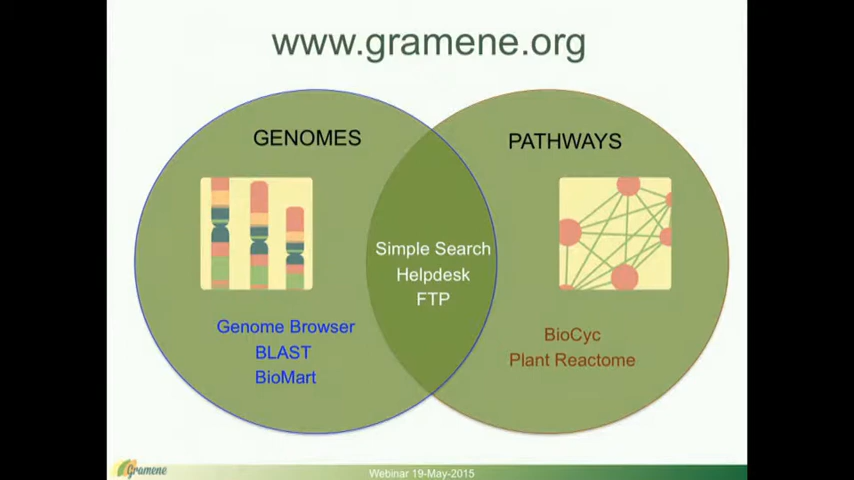 www.gramene.org
GENOMES
PATHWAYS
Simple Search
Helpdesk
FTP
Genome Browser
BLAST
BioMart
BioCyc
Plant Reactome
Gramene
Webinar 19-May-2015